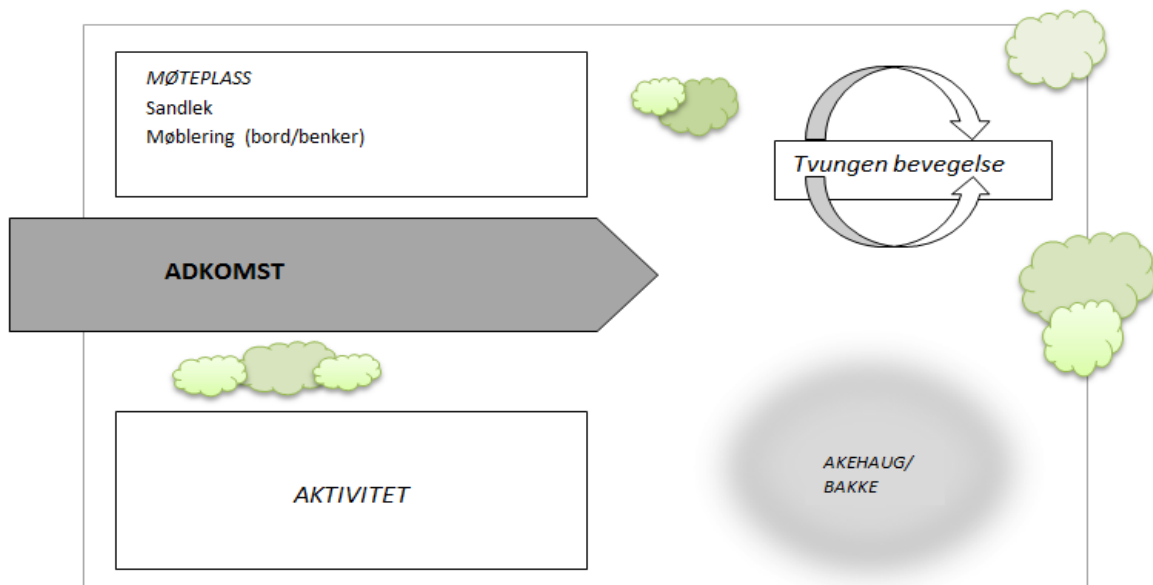 MØTEPLASS
Sandlek
Møblering (bord/benker)
Tvungen bevegelse
ADKOMST
AKTIVITET
AKEHAUG/
BAKKE